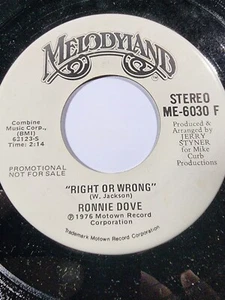 MELODYLAND
STEREO
ME-6030 F
Combine
Music Corp.,
(BMI)
63123-S
Time: 2:14
Produced &
Arranged by
JERRY
STYNER
for Mike
Curb
Productions
PROMOTIONAL
NOT FOR SALE
"RIGHT OR WRONG"
(W. Jackson)
RONNIE DOVE
℗1976 Motown Record
Corporation
Trademark Motown Record Corporation